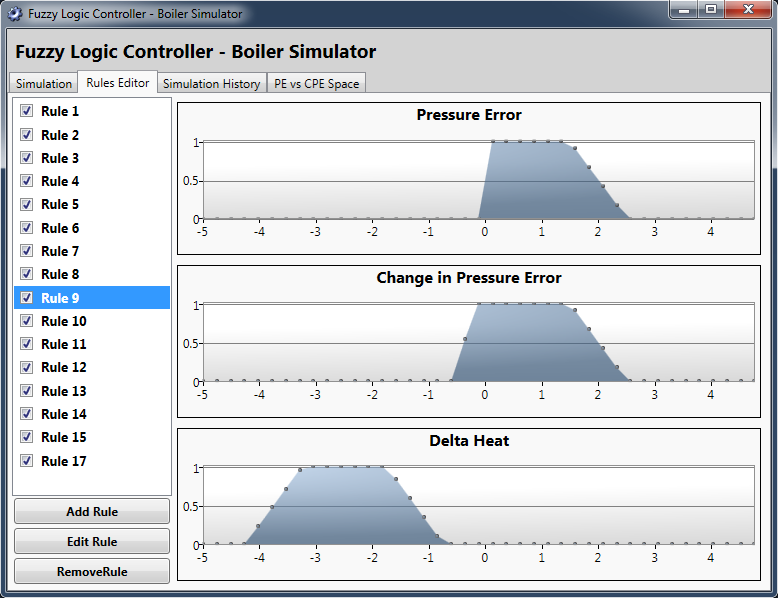 Fuzzy Logic Controller - Boiler Simulator
Fuzzy Logic Controller - Boiler Simulator
Simulation Rules Editor Simulation History PE vs CPE Space
Rule 1
Rule 2
Rule 3
Rule 4
Rule 5
Rule 6
Rule 7
Rule 8
Rule 9
Rule 10
Rule 11
Rule 12
Rule 13
Rule 14
Rule 15
Rule 17
Add Rule
Edit Rule
RemoveRule
Pressure Error
1
0.5
0
-5 -4 -3 -2 -1 0 1 2 3 4
Change in Pressure Error
1
0.5
0
-5 -4 -3 -2 -1 0 1 2 3 4
Delta Heat
1
0.5
0
-5 -4 -3 -2 -1 0 1 2 3 4